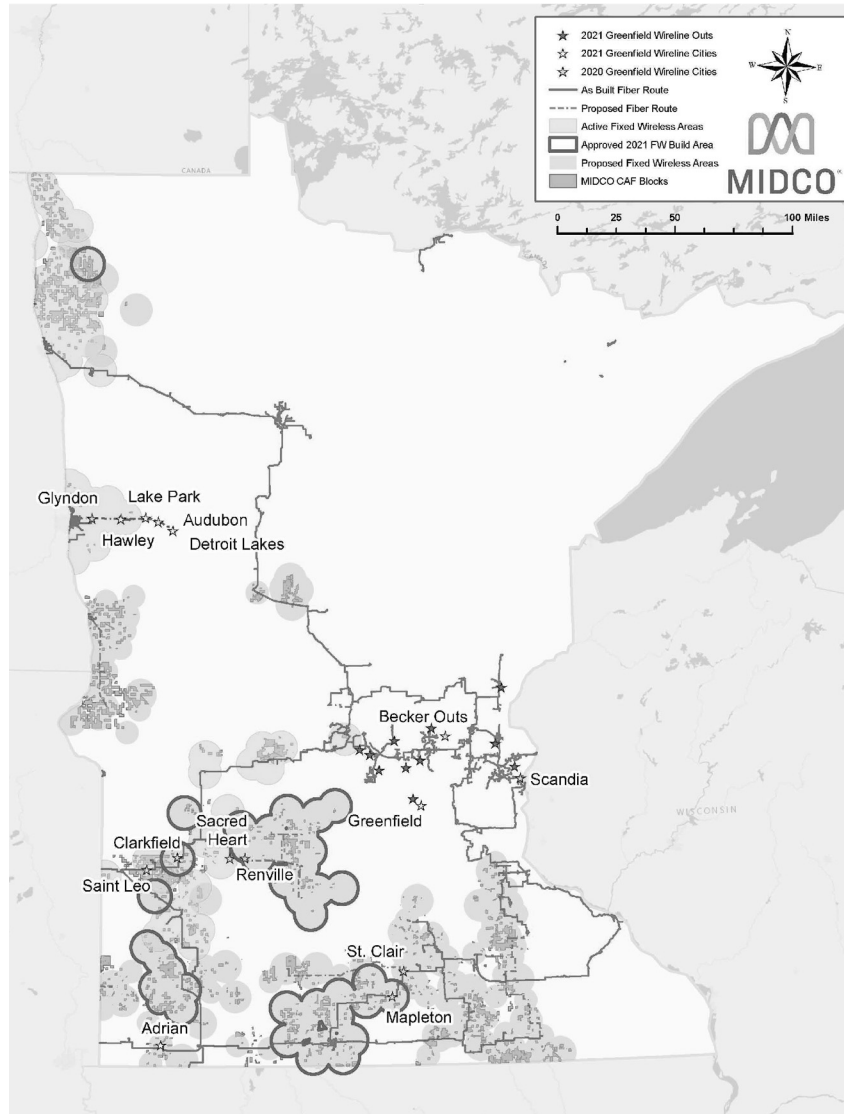 2021 Greenfield Wireline Outs
2021 Greenfield Wireline Cities
2020 Greenfield Wireline Cities
As Built Fiber Route
Proposed Fiber Route
Active Fixed Wireless Areas
Approved 2021 FW Build Area
Proposed Fixed Wireless Areas
MIDCO CAF Blocks
N
W E
S
MIDCO
0 25 50 100 Miles
CANADA
Glyndon
Lake Park
Audubon
Hawley
Detroit Lakes
Becker Outs
Scandia
WISCONSIN
Sacred
Heart
Greenfield
Clarkfield
Renville
Saint Leo
St. Clair
Mapleton
Adrian